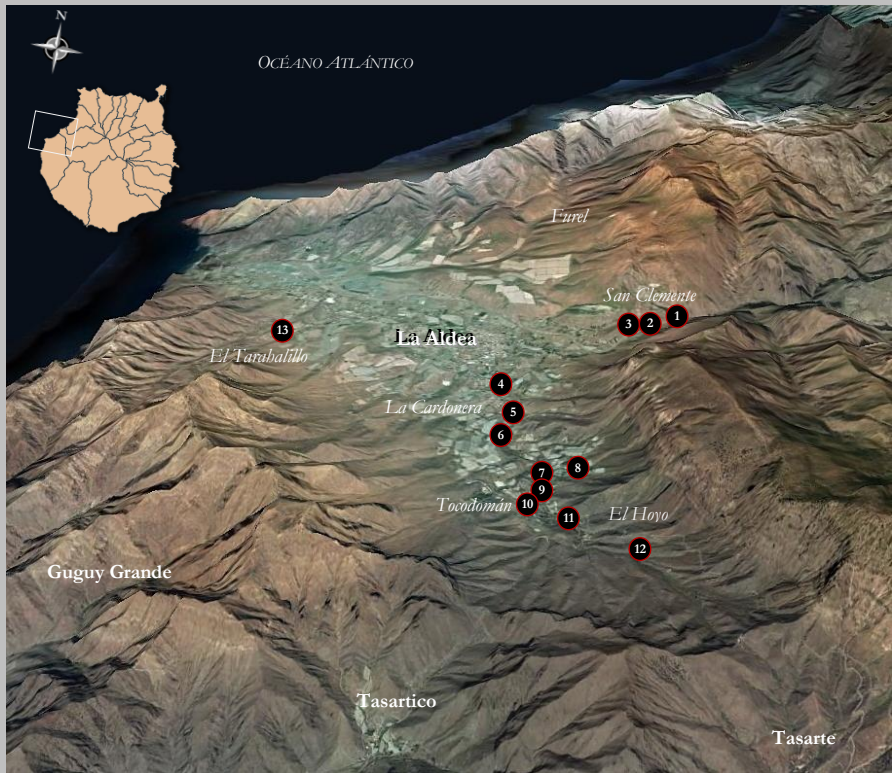 N
OCÉANO ATLÁNTICO
Furel
San Clemente
1
2
3
13
La Aldea
El Tarahalillo
4
La Cardonera
5
6
7
8
9
10
Tocodomán
11
El Hoyo
12
Guguy Grande
Tasartico
Tasarte